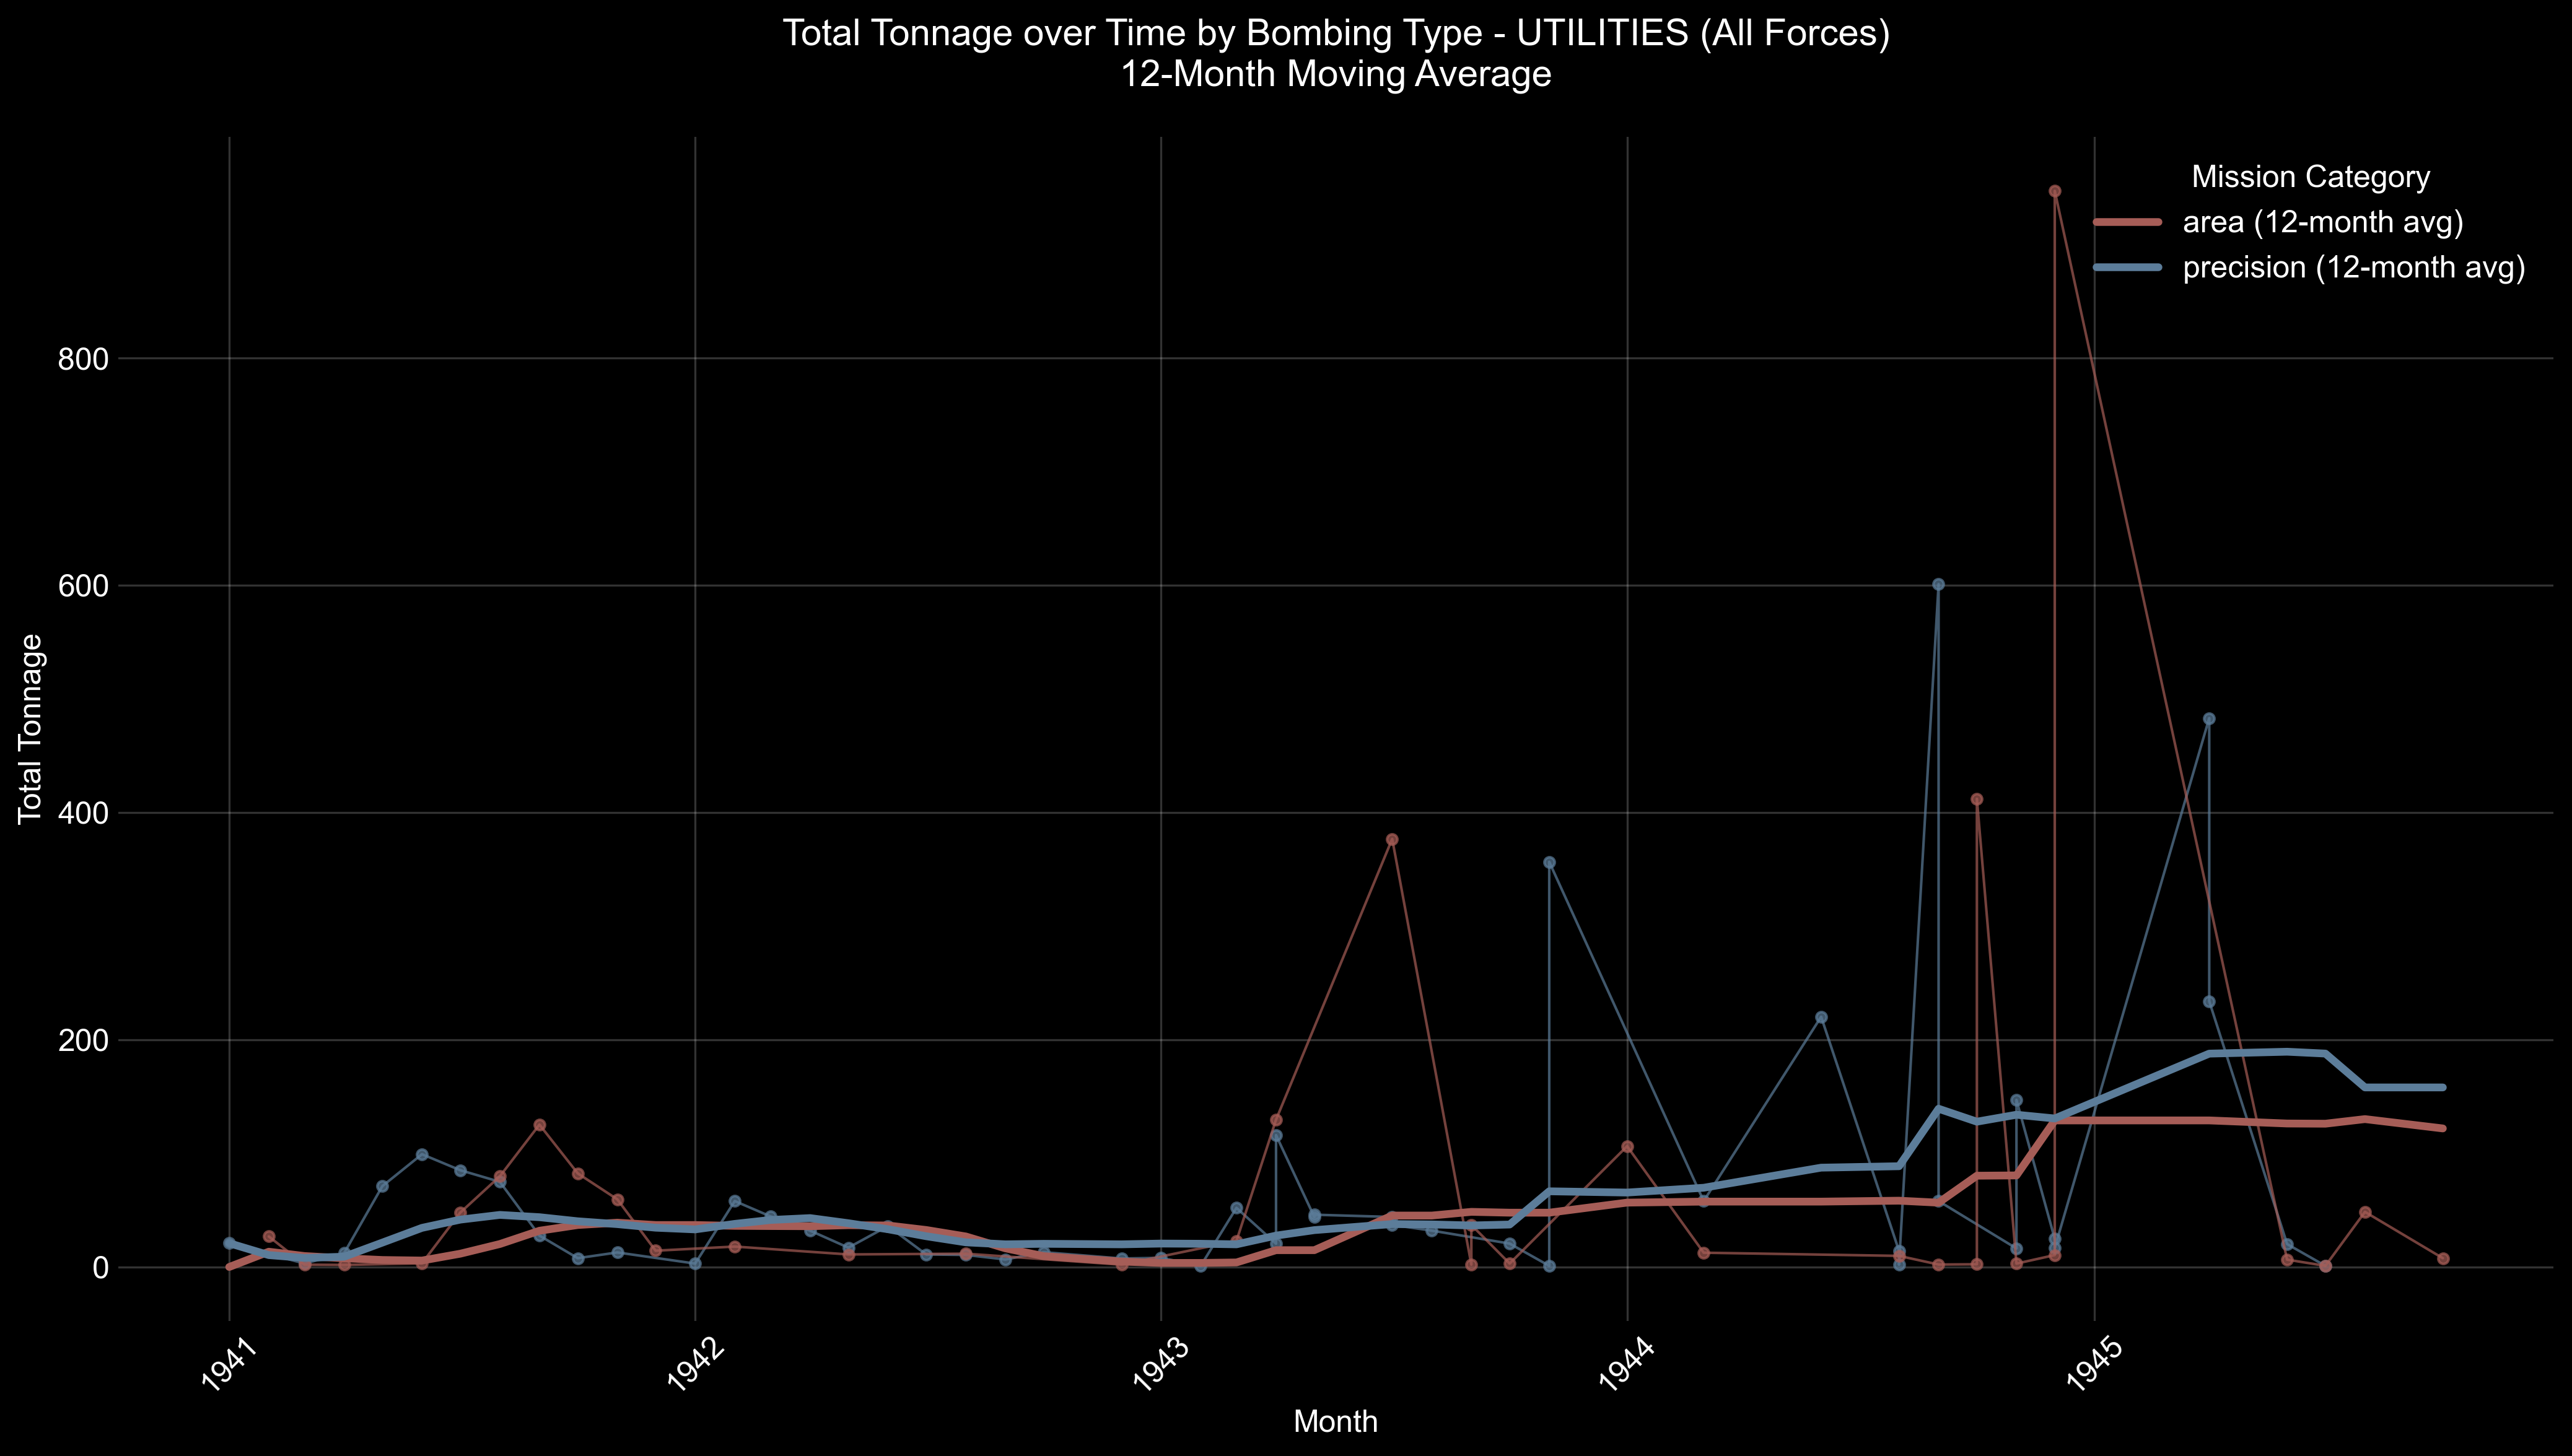 Total Tonnage over Time by Bombing Type - UTILITIES (All Forces)
12-Month Moving Average
Mission Category
area (12-month avg)
precision (12-month avg)
800
600
400
200
0
Total Tonnage
1941
1942
1943
1944
1945
Month